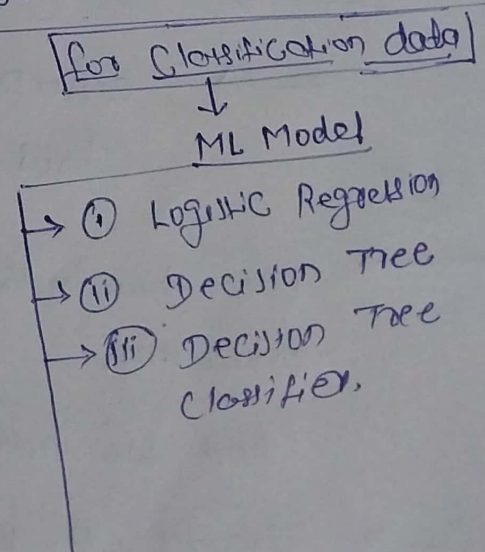 for Classification data
ML Model
(i) Logistic Regression
(ii) Decision Tree
(iii) Decision Tree
Classifier.